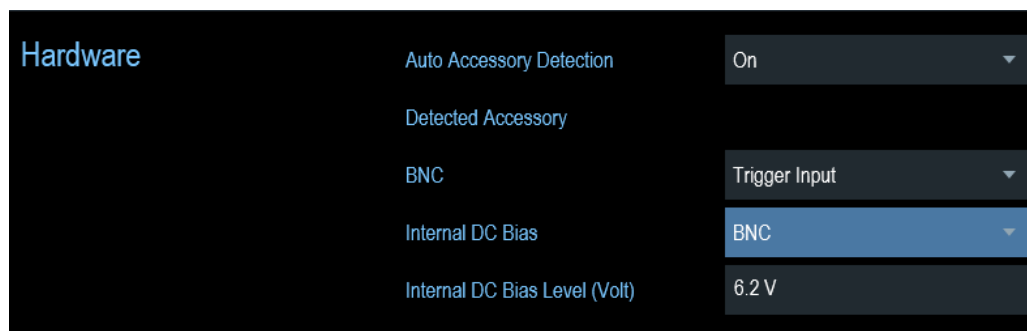 Hardware
Auto Accessory Detection On
Detected Accessory
BNC Trigger Input
Internal DC Bias BNC
Internal DC Bias Level (Volt) 6.2 V